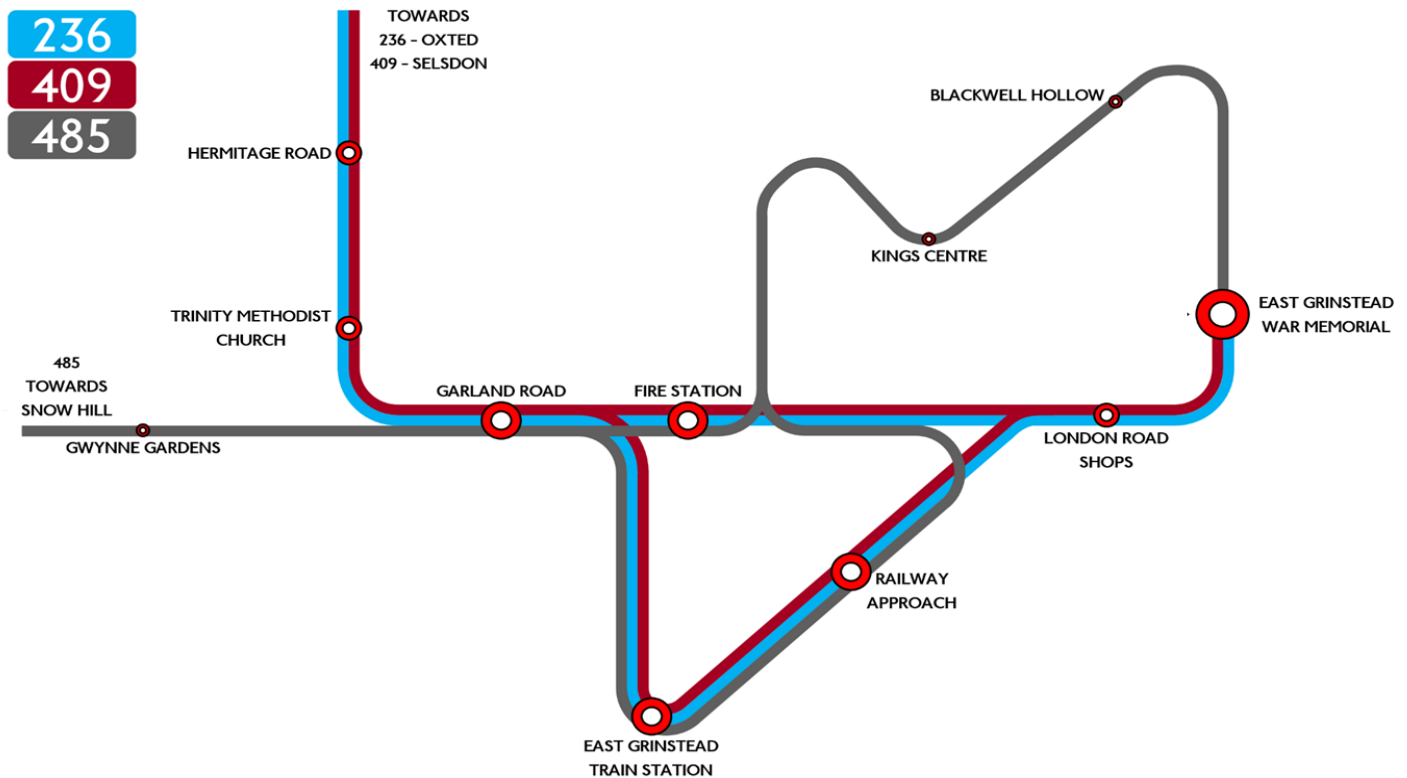 236
409
485
TOWARDS
236 - OXTED
409 - SELSDON
BLACKWELL HOLLOW
HERMITAGE ROAD
KINGS CENTRE
TRINITY METHODIST
CHURCH
EAST GRINSTEAD
WAR MEMORIAL
485
TOWARDS
SNOW HILL
GARLAND ROAD
FIRE STATION
GWYNNE GARDENS
LONDON ROAD
SHOPS
RAILWAY
APPROACH
EAST GRINSTEAD
TRAIN STATION